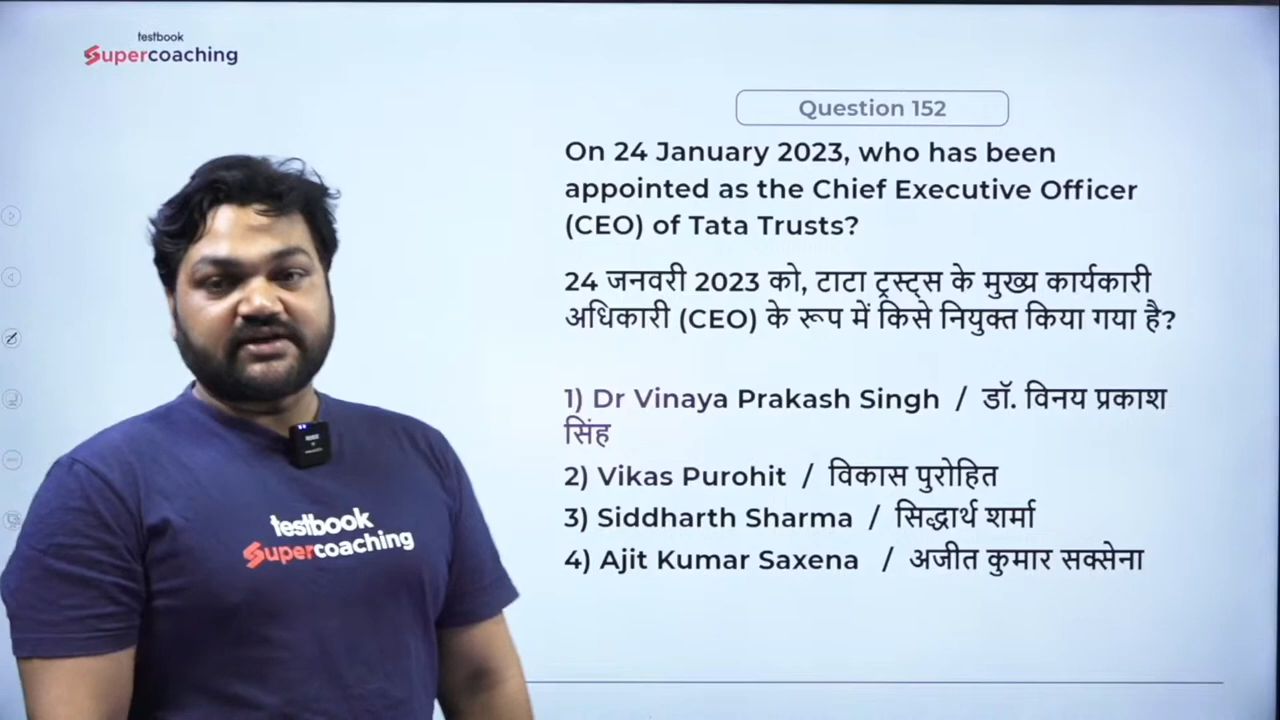 testbook
Supercoaching
Question 152
On 24 January 2023, who has been
appointed as the Chief Executive Officer
(CEO) of Tata Trusts?
24 जनवरी 2023 को, टाटा ट्रस्ट्स के मुख्य कार्यकारी
अधिकारी (CEO) के रूप में किसे नियुक्त किया गया है?
1) Dr Vinaya Prakash Singh / डॉ. विनय प्रकाश
सिंह
2) Vikas Purohit / विकास पुरोहित
3) Siddharth Sharma / सिद्धार्थ शर्मा
4) Ajit Kumar Saxena / अजीत कुमार सक्सेना
testbook
Supercoaching